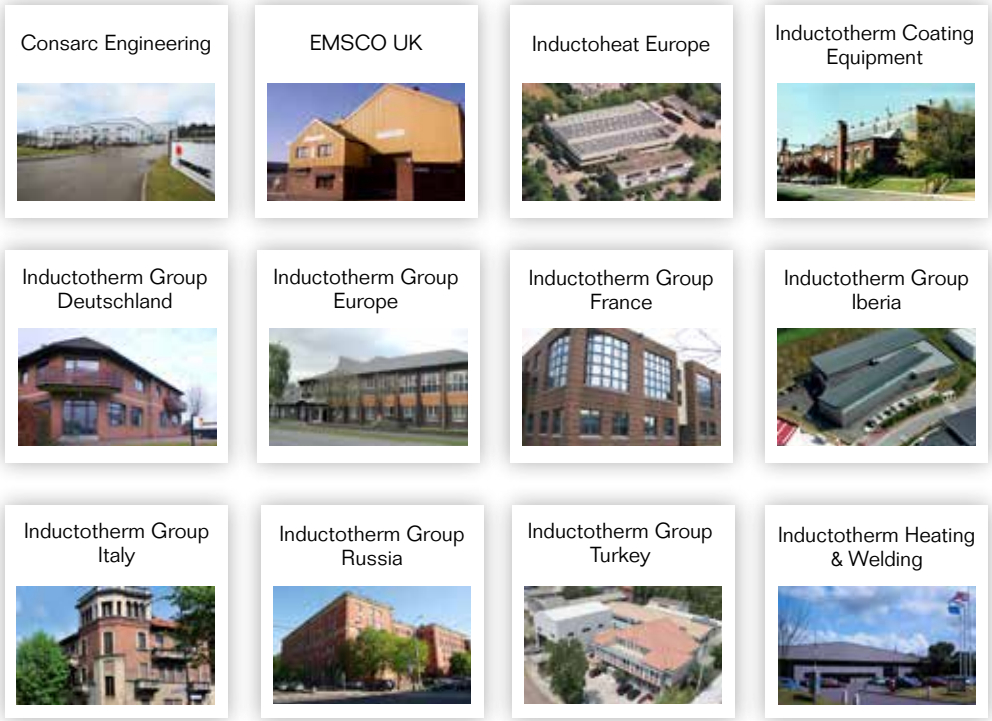 Consarc Engineering
EMSCO UK
Inductoheat Europe
Inductotherm Coating
Equipment
Inductotherm Group
Deutschland
Inductotherm Group
Europe
Inductotherm Group
France
Inductotherm Group
Iberia
Inductotherm Group
Italy
Inductotherm Group
Russia
Inductotherm Group
Turkey
Inductotherm Heating
& Welding